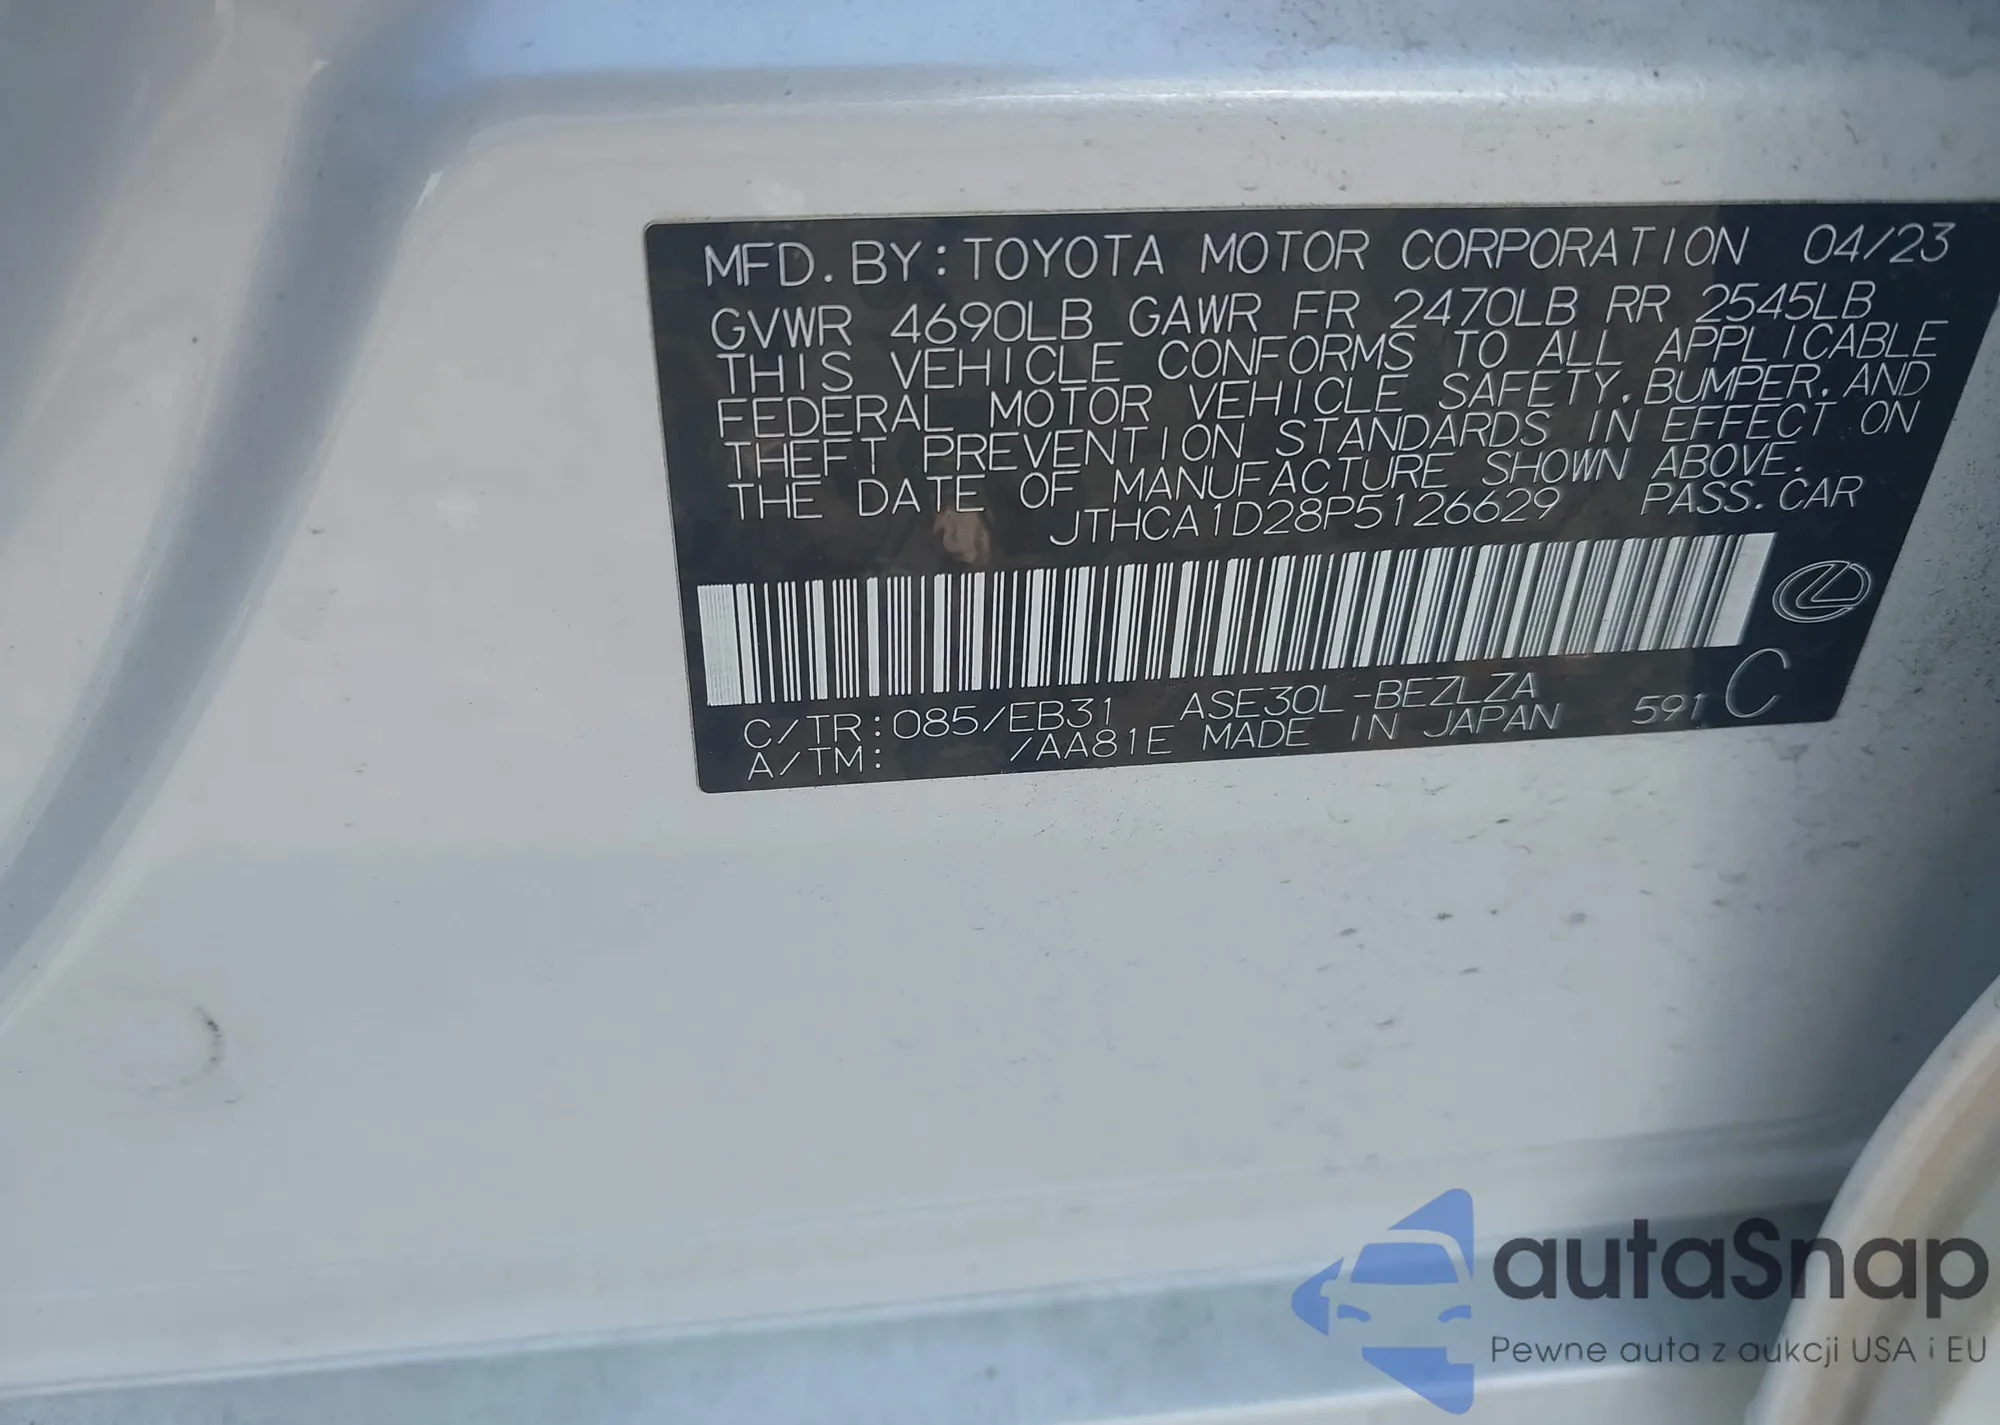 MFD. BY: TOYOTA MOTOR CORPORATION 04/23
GVWR 4690LB GAWR FR 2470LB RR 2545LB
THIS VEHICLE CONFORMS TO ALL APPLICABLE
FEDERAL MOTOR VEHICLE SAFETY, BUMPER, AND
THEFT PREVENTION STANDARDS IN EFFECT ON
THE DATE OF MANUFACTURE SHOWN ABOVE.
JTHCA1D28P5126629 PASS. CAR
C/TR: 085/EB31 ASE30L-BEZLZA
A/TM: /AA81E MADE IN JAPAN 591 C
autaSnap
Pewne auta z aukcji USA i EU